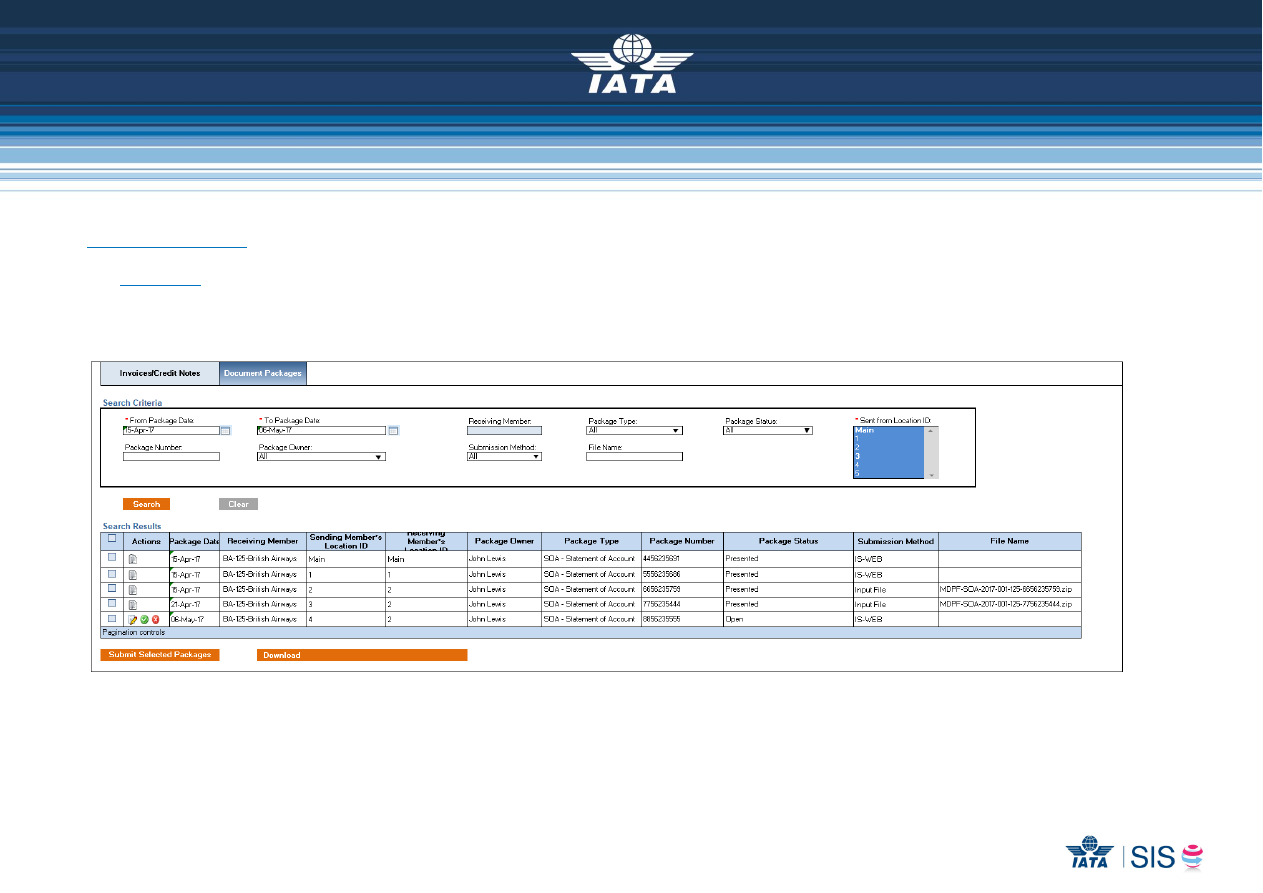 IATA
Invoices/Credit Notes Document Packages
Search Criteria
* From Package Date: * To Package Date: Receiving Member: Package Type: Package Status: * Sent from Location ID:
15-Apr-17 06-May-17 All All Main
1
Package Number: Package Owner: Submission Method: File Name: 2
All All 3
4
5
Search Clear
Search Results
Actions Package Date Receiving Member Sending Member's Location ID Receiving Member's Location ID Package Owner Package Type Package Number Package Status Submission Method File Name
15-Apr-17 BA-125-British Airways Main Main John Lewis SOA - Statement of Account 4456235691 Presented IS-WEB
15-Apr-17 BA-125-British Airways 1 1 John Lewis SOA - Statement of Account 5556235686 Presented IS-WEB
15-Apr-17 BA-125-British Airways 2 2 John Lewis SOA - Statement of Account 6656235759 Presented Input File MDPF-SOA-2017-001-125-6656235759.zip
21-Apr-17 BA-125-British Airways 3 2 John Lewis SOA - Statement of Account 7756235444 Presented Input File MDPF-SOA-2017-001-125-7756235444.zip
06-May-17 BA-125-British Airways 4 2 John Lewis SOA - Statement of Account 8856235555 Open IS-WEB
Pagination controls
Submit Selected Packages Download
IATA SIS